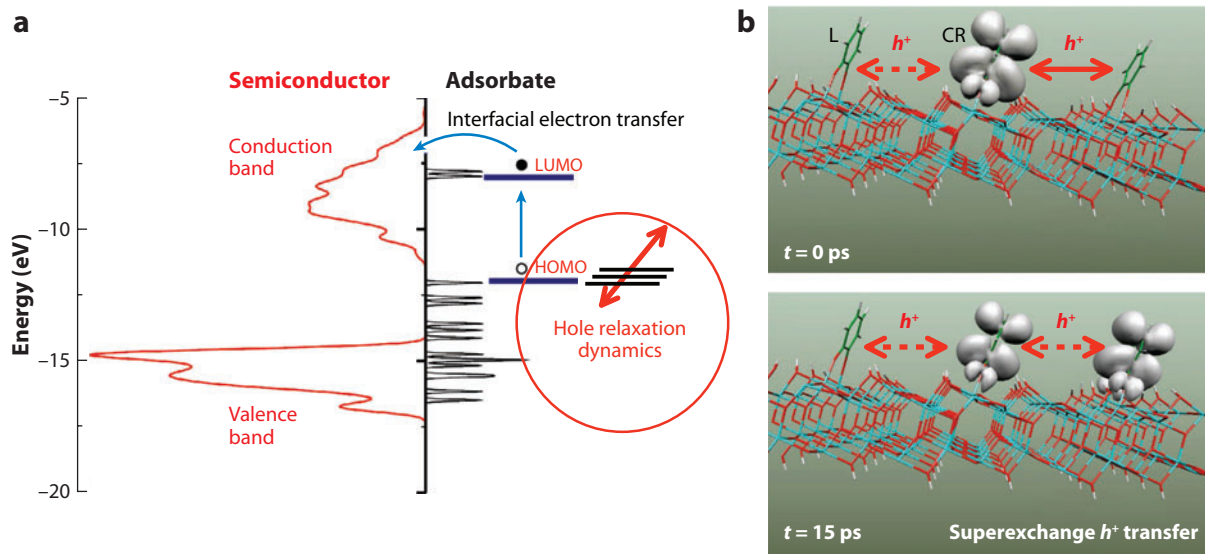 a
Semiconductor
Adsorbate
Energy (eV)
−5
−10
−15
−20
Conduction
band
Interfacial electron transfer
LUMO
HOMO
Hole relaxation
dynamics
Valence
band
b
L
h+
CR
h+
t = 0 ps
h+
h+
t = 15 ps
Superexchange h+ transfer